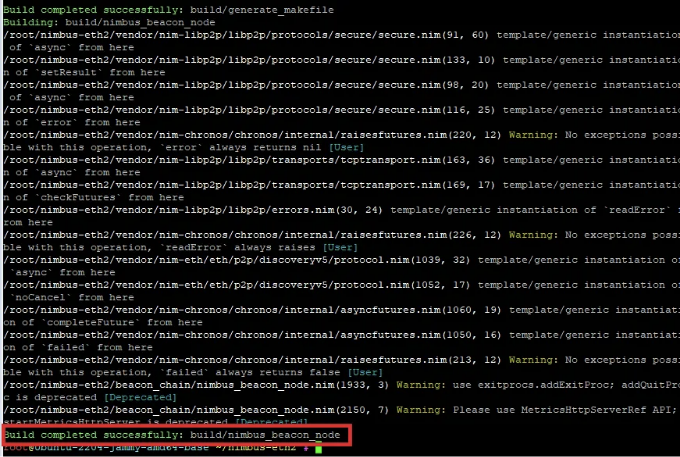 Build completed successfully: build/generate_makefile
Building: build/nimbus_beacon_node
/root/nimbus-eth2/vendor/nim-libp2p/libp2p/protocols/secure/secure.nim(91, 60) template/generic instantiation
 of `async` from here
/root/nimbus-eth2/vendor/nim-libp2p/libp2p/protocols/secure/secure.nim(133, 10) template/generic instantiatio
n of `setResult` from here
/root/nimbus-eth2/vendor/nim-libp2p/libp2p/protocols/secure/secure.nim(98, 20) template/generic instantiation
 of `async` from here
/root/nimbus-eth2/vendor/nim-libp2p/libp2p/protocols/secure/secure.nim(116, 25) template/generic instantiatio
n of `error` from here
/root/nimbus-eth2/vendor/nim-chronos/chronos/internal/raisesfutures.nim(220, 12) Warning: No exceptions possi
ble with this operation, `error` always returns nil [User]
/root/nimbus-eth2/vendor/nim-libp2p/libp2p/transports/tcptransport.nim(163, 36) template/generic instantiatio
n of `async` from here
/root/nimbus-eth2/vendor/nim-libp2p/libp2p/transports/tcptransport.nim(169, 17) template/generic instantiatio
n of `checkFutures` from here
/root/nimbus-eth2/vendor/nim-libp2p/libp2p/errors.nim(30, 24) template/generic instantiation of `readError` f
rom here
/root/nimbus-eth2/vendor/nim-chronos/chronos/internal/raisesfutures.nim(226, 12) Warning: No exceptions possi
ble with this operation, `readError` always raises [User]
/root/nimbus-eth2/vendor/nim-eth/eth/p2p/discoveryv5/protocol.nim(1039, 32) template/generic instantiation of
 `async` from here
/root/nimbus-eth2/vendor/nim-eth/eth/p2p/discoveryv5/protocol.nim(1052, 17) template/generic instantiation of
 `noCancel` from here
/root/nimbus-eth2/vendor/nim-chronos/chronos/internal/asyncfutures.nim(1060, 19) template/generic instantiati
on of `completeFuture` from here
/root/nimbus-eth2/vendor/nim-chronos/chronos/internal/asyncfutures.nim(1050, 16) template/generic instantiati
on of `failed` from here
/root/nimbus-eth2/vendor/nim-chronos/chronos/internal/raisesfutures.nim(213, 12) Warning: No exceptions possi
ble with this operation, `failed` always returns false [User]
/root/nimbus-eth2/beacon_chain/nimbus_beacon_node.nim(1933, 3) Warning: use exitprocs.addExitProc; addQuitPro
c is deprecated [Deprecated]
/root/nimbus-eth2/beacon_chain/nimbus_beacon_node.nim(2150, 7) Warning: Please use MetricsHttpServerRef API;
startMetricsHttpServer is deprecated [Deprecated]
Build completed successfully: build/nimbus_beacon_node
root@Ubuntu-2204-jammy-amd64-base ~/nimbus-eth2 #